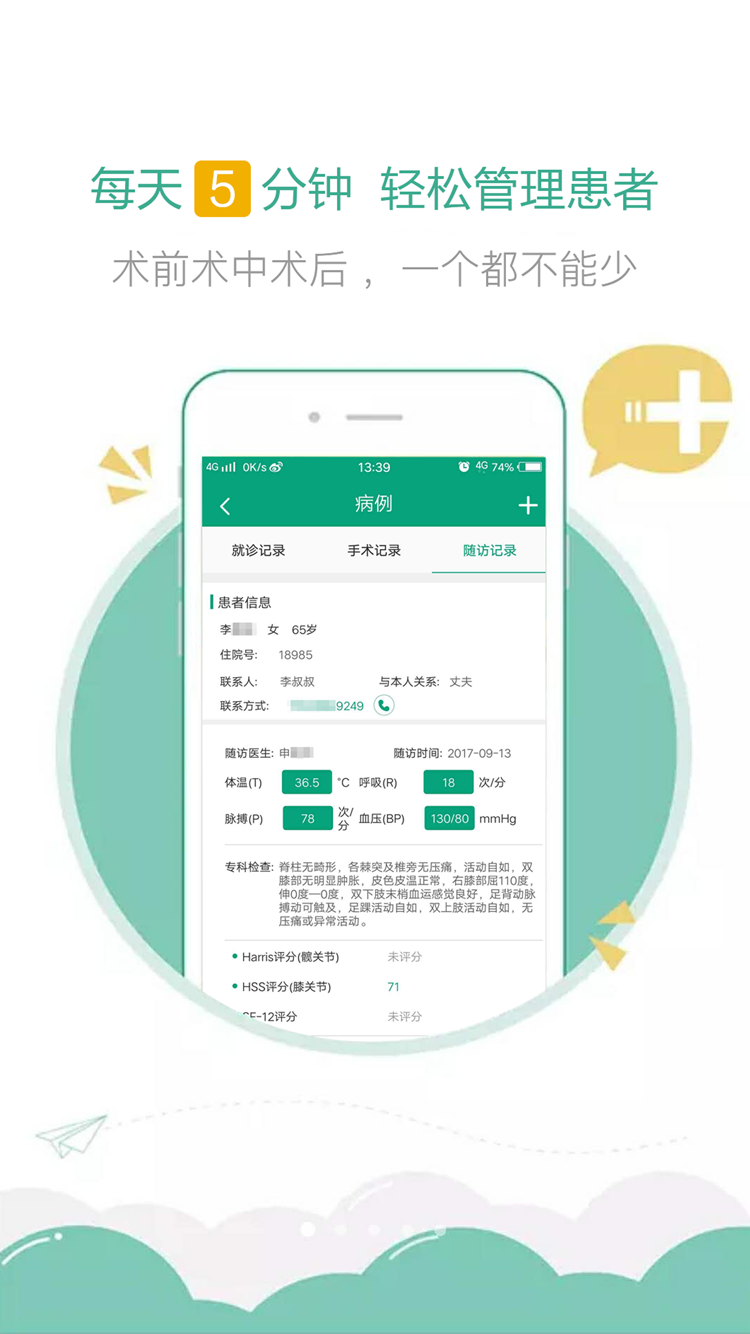 每天 5 分钟 轻松管理患者
术前术中术后，一个都不能少
4G 0K/s 13:39 4G 74%
病例
就诊记录 手术记录 随访记录
患者信息
李 女 65岁
住院号: 18985
联系人: 李叔叔 与本人关系: 丈夫
联系方式: 9249
随访医生: 申 随访时间: 2017-09-13
体温(T) 36.5 °C 呼吸(R) 18 次/分
脉搏(P) 78 次/分 血压(BP) 130/80 mmHg
专科检查: 脊柱无畸形，各棘突及椎旁无压痛，活动自如，双
膝部无明显肿胀，皮色皮温正常，右膝部屈110度，
伸0度—0度，双下肢末梢血运感觉良好，足背动脉
搏动可触及，足踝活动自如，双上肢活动自如，无
压痛或异常活动。
Harris评分(髋关节) 未评分
HSS评分(膝关节) 71
SF-12评分 未评分